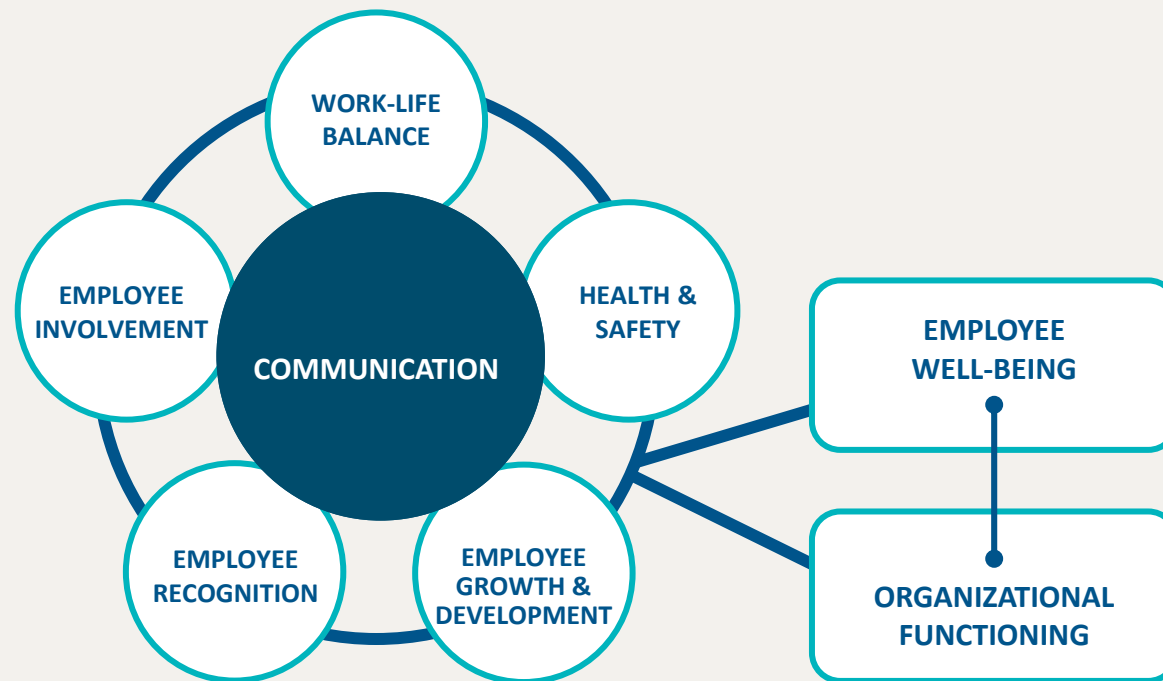 WORK-LIFE
BALANCE
EMPLOYEE
INVOLVEMENT
HEALTH &
SAFETY
COMMUNICATION
EMPLOYEE
WELL-BEING
EMPLOYEE
RECOGNITION
EMPLOYEE
GROWTH &
DEVELOPMENT
ORGANIZATIONAL
FUNCTIONING